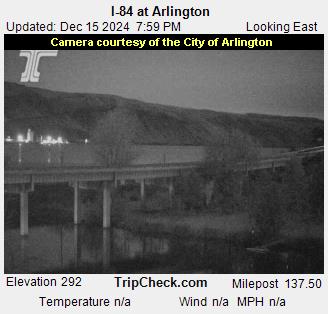 I-84 at Arlington
Updated: Dec 15 2024 7:59 PM Looking East
Camera courtesy of the City of Arlington
Elevation 292 TripCheck.com Milepost 137.50
Temperature n/a Wind n/a MPH n/a